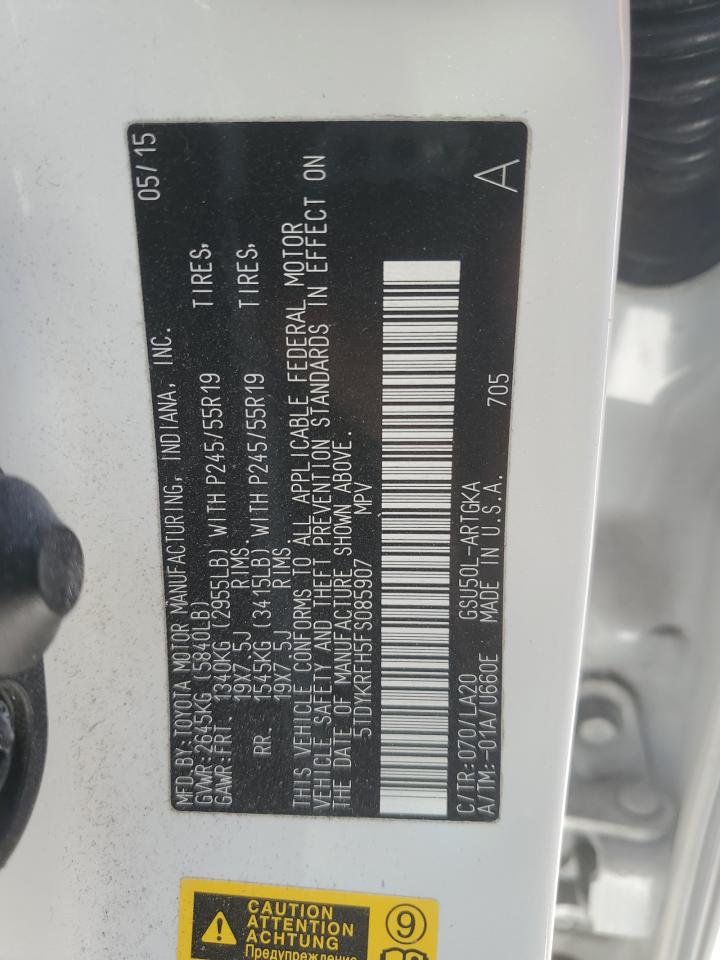 MFD.BY:TOYOTA MOTOR MANUFACTURING, INDIANA, INC. 05/15
GVWR:2645KG (5840LB)
GAWR:FRT. 1340KG (2955LB) WITH P245/55R19 TIRES,
19X7.5J RIMS.
RR. 1545KG (3415LB) WITH P245/55R19 TIRES,
19X7.5J RIMS.
THIS VEHICLE CONFORMS TO ALL APPLICABLE FEDERAL MOTOR
VEHICLE SAFETY AND THEFT PREVENTION STANDARDS IN EFFECT ON
THE DATE OF MANUFACTURE SHOWN ABOVE.
5TDYKRFH5FS085907 MPV
C/TR:070/LA20 GSU50L-ARTGKA
A/TM:-01A/U660E MADE IN U.S.A. 705 A
CAUTION
ATTENTION
ACHTUNG
Предупреждение
9